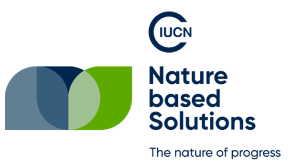 IUCN
Nature
based
Solutions
The nature of progress